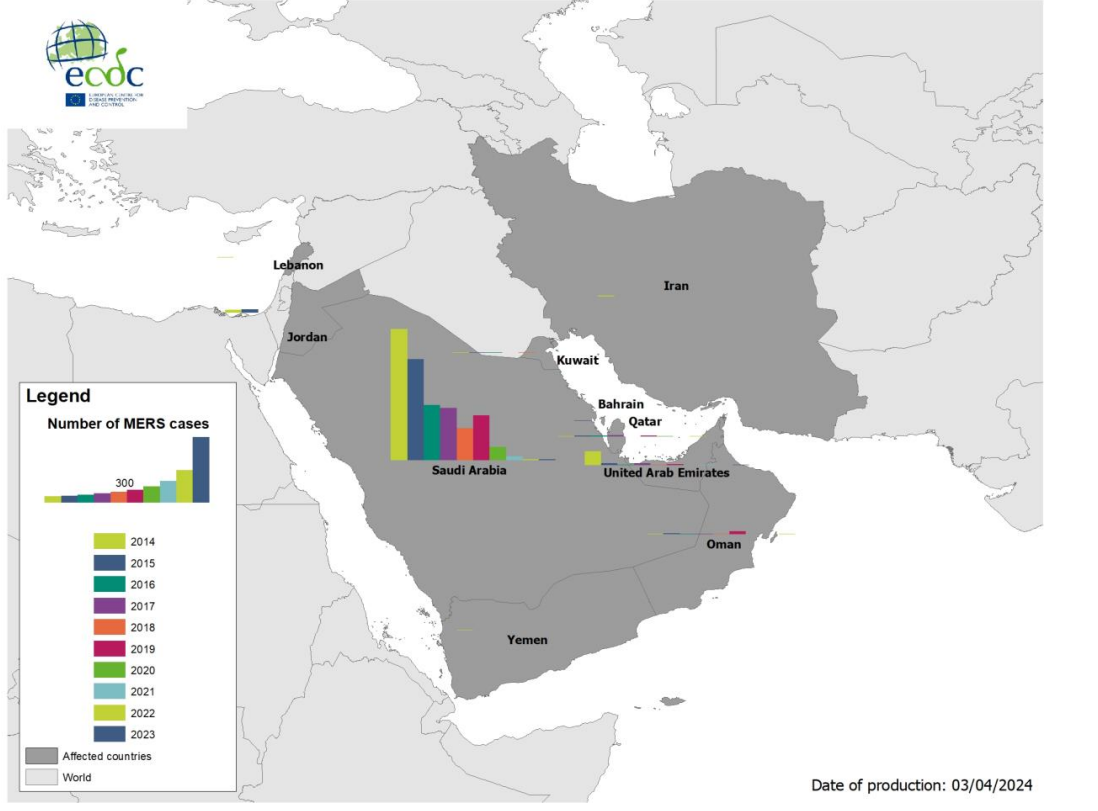 ecdc
EUROPEAN CENTRE FOR
DISEASE PREVENTION
AND CONTROL
Lebanon
Iran
Jordan
Kuwait
Bahrain
Qatar
Saudi Arabia
United Arab Emirates
Oman
Yemen
Legend
Number of MERS cases
300
2014
2015
2016
2017
2018
2019
2020
2021
2022
2023
Affected countries
World
Date of production: 03/04/2024